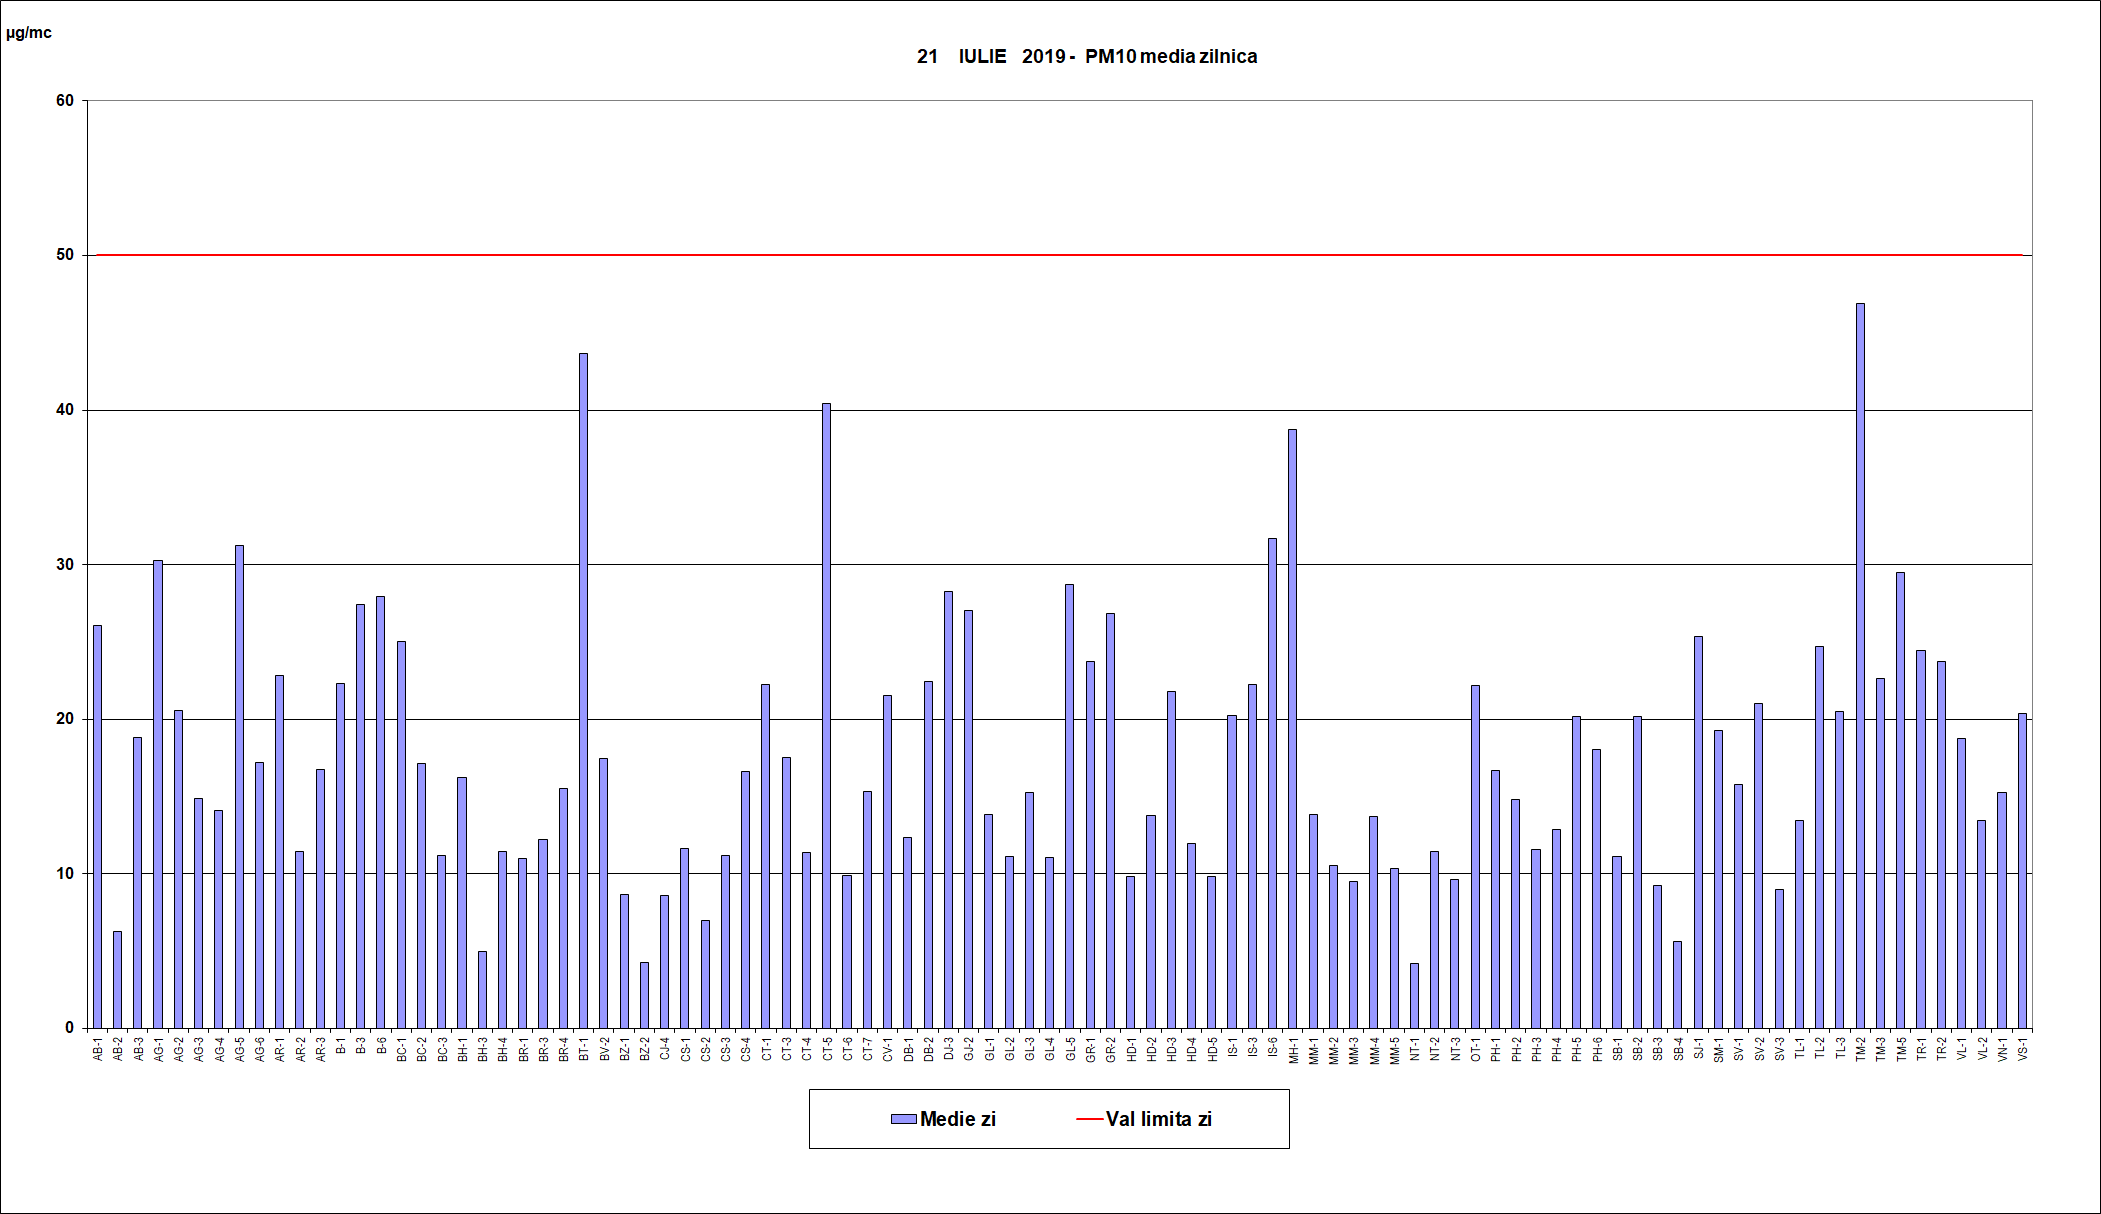 µg/mc
21 IULIE 2019 - PM10 media zilnica
60
50
40
30
20
10
0
AB-1 AB-2 AB-3 AG-1 AG-2 AG-3 AG-4 AG-5 AG-6 AR-1 AR-2 AR-3 B-1 B-3 B-6 BC-1 BC-2 BC-3 BH-1 BH-3 BH-4 BR-1 BR-3 BR-4 BT-1 BV-2 BZ-1 BZ-2 CJ-4 CS-1 CS-2 CS-3 CS-4 CT-1 CT-3 CT-4 CT-5 CT-6 CT-7 CV-1 DB-1 DB-2 DJ-3 GJ-2 GL-1 GL-2 GL-3 GL-4 GL-5 GR-1 GR-2 HD-1 HD-2 HD-3 HD-4 HD-5 IS-1 IS-3 IS-6 MH-1 MM-1 MM-2 MM-3 MM-4 MM-5 NT-1 NT-2 NT-3 OT-1 PH-1 PH-2 PH-3 PH-4 PH-5 PH-6 SB-1 SB-2 SB-3 SB-4 SJ-1 SM-1 SV-1 SV-2 SV-3 TL-1 TL-2 TL-3 TM-2 TM-3 TM-5 TR-1 TR-2 VL-1 VL-2 VN-1 VS-1
Medie zi Val limita zi